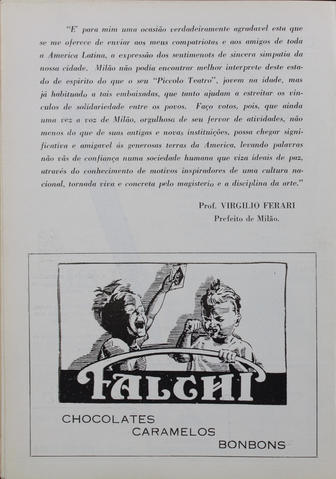 "E' para mim uma ocasião verdadeiramente agradavel esta que
se me oferece de enviar aos meus compatriotas e aos amigos de toda
a America Latina, a expressão dos sentimenots de sincera simpatia da
nossa cidade. Milão não podia encontrar melhor interprete deste esta-
do de espirito do que o seu "Piccolo Teatro", jovem na idade, mas
já habituado a tais embaixadas, que tanto ajudam a estreitar os vin-
culos de solidariedade entre os povos. Faço votos, pois, que ainda
uma vez a voz de Milão, orgulhosa de seu fervor de atividades, não
menos do que de suas antigas e novas instituições, possa chegar signi-
ficativa e amigavel ás generosas terras da America, levando palavras
não vãs de confiança numa sociedade humana que viza ideais de paz,
através do conhecimento de motivos inspiradores de uma cultura na-
cional, tornada viva e concreta pelo magisterio e a disciplina da arte."
Prof. VIRGILIO FERARI
Prefeito de Milão.
FALCHI
CHOCOLATES
CARAMELOS
BONBONS